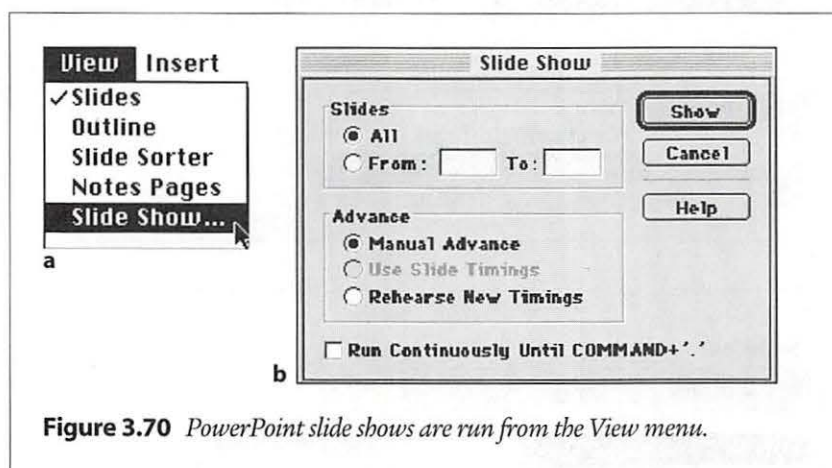 View Insert
✓Slides
Outline
Slide Sorter
Notes Pages
Slide Show...
a
Slide Show
Slides
All
From: To:
Advance
Manual Advance
Use Slide Timings
Rehearse New Timings
Run Continuously Until COMMAND+'.'
Show
Cancel
Help
b
Figure 3.70 PowerPoint slide shows are run from the View menu.